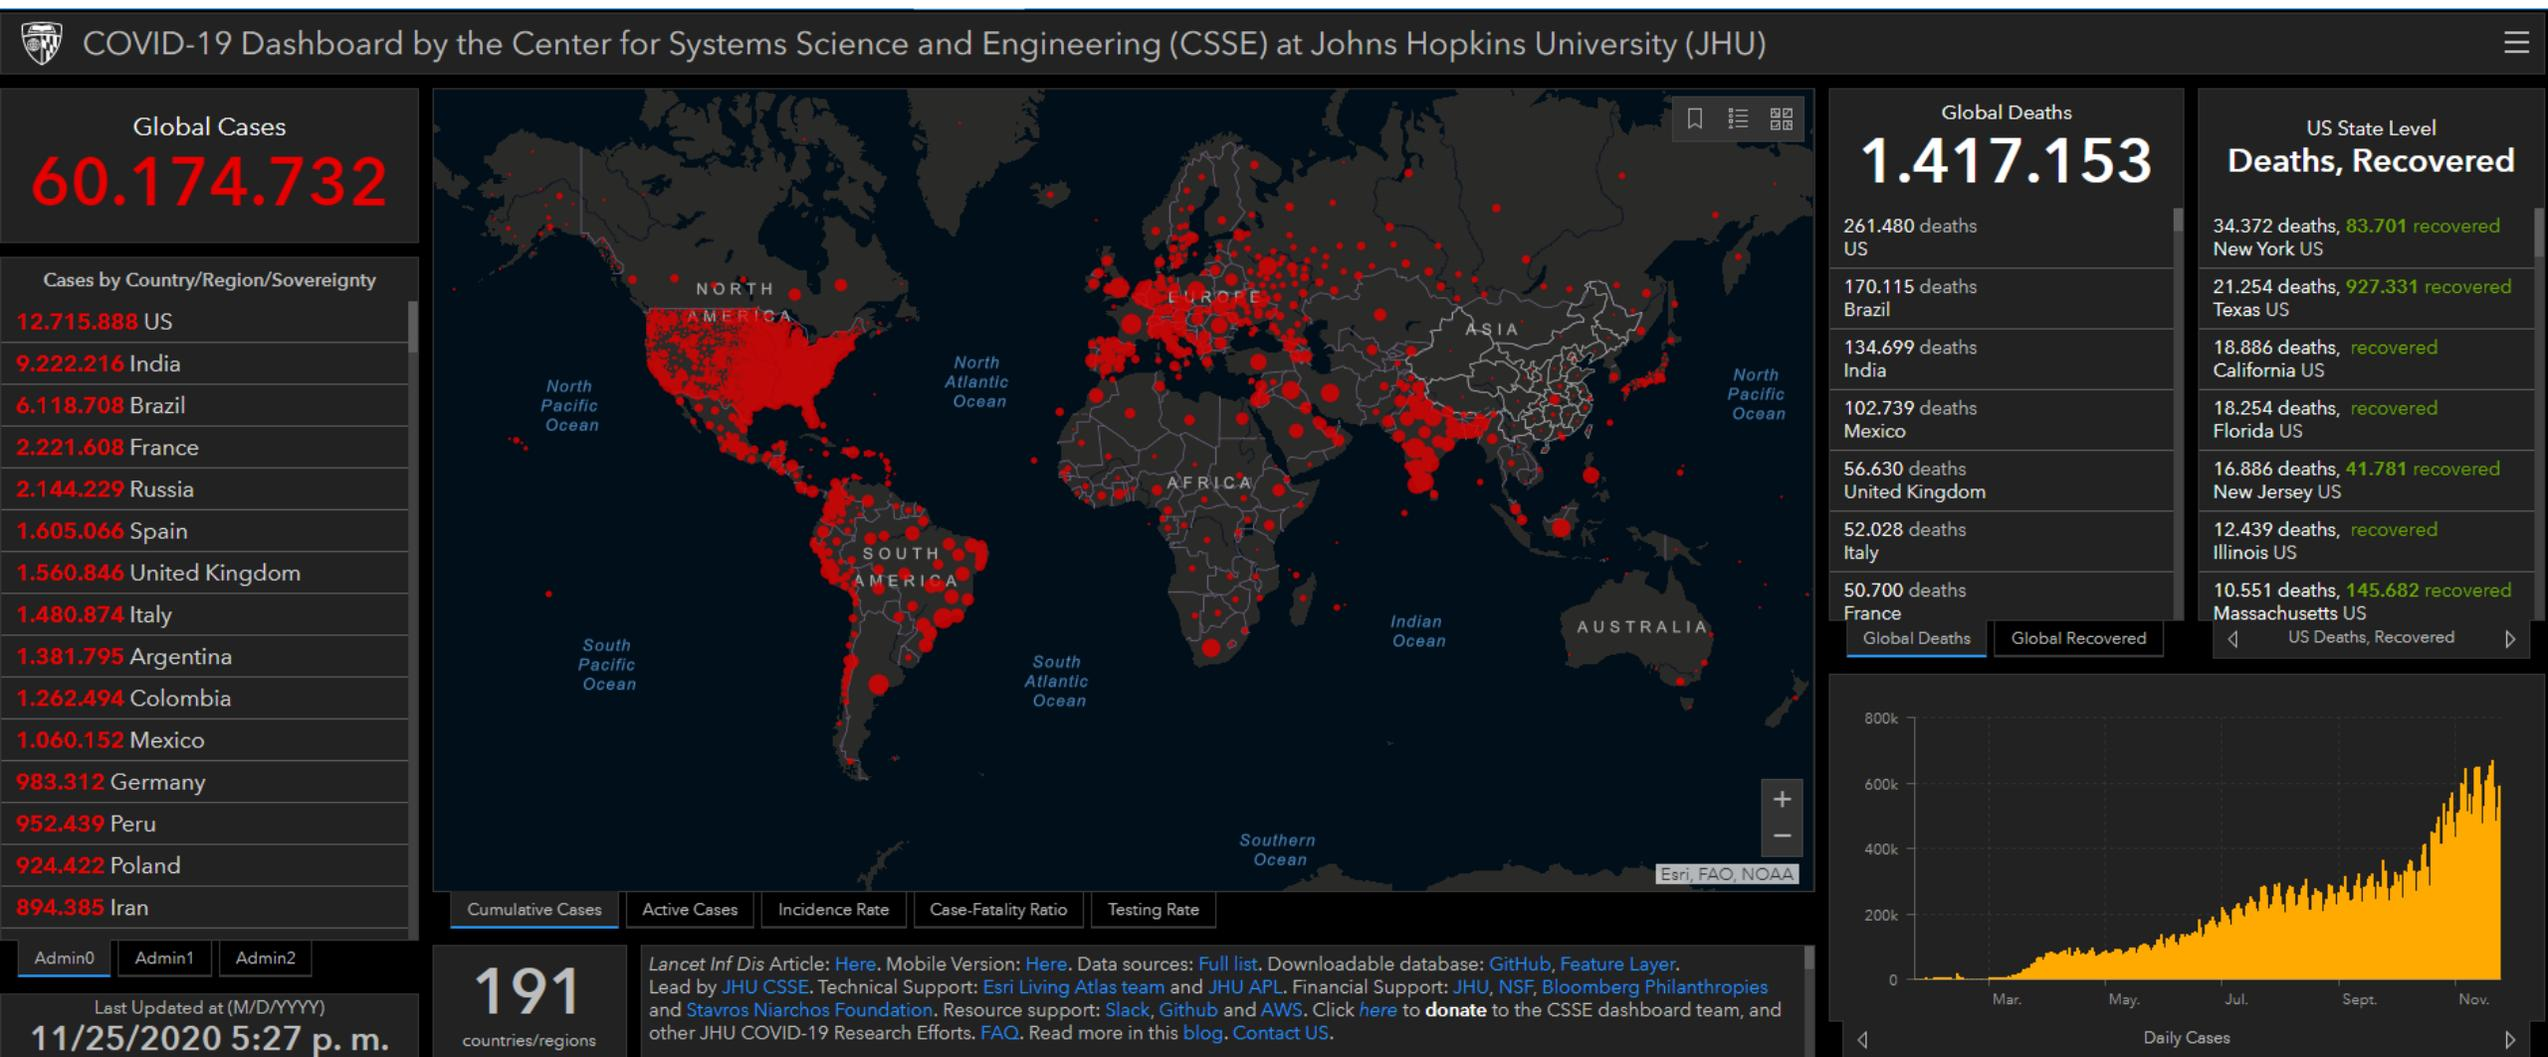 COVID-19 Dashboard by the Center for Systems Science and Engineering (CSSE) at Johns Hopkins University (JHU)
Global Cases
60.174.732
Cases by Country/Region/Sovereignty
12.715.888 US
9.222.216 India
6.118.708 Brazil
2.221.608 France
2.144.229 Russia
1.605.066 Spain
1.560.846 United Kingdom
1.480.874 Italy
1.381.795 Argentina
1.262.494 Colombia
1.060.152 Mexico
983.312 Germany
952.439 Peru
924.422 Poland
894.385 Iran
Admin0
Admin1
Admin2
Last Updated at (M/D/YYYY)
11/25/2020 5:27 p. m.
NORTH
AMERICA
EUROPE
ASIA
North
Pacific
Ocean
North
Atlantic
Ocean
North
Pacific
Ocean
AFRICA
SOUTH
AMERICA
South
Pacific
Ocean
South
Atlantic
Ocean
Indian
Ocean
AUSTRALIA
Southern
Ocean
+
−
Esri, FAO, NOAA
Cumulative Cases
Active Cases
Incidence Rate
Case-Fatality Ratio
Testing Rate
191
countries/regions
Lancet Inf Dis Article: Here. Mobile Version: Here. Data sources: Full list. Downloadable database: GitHub, Feature Layer.
Lead by JHU CSSE. Technical Support: Esri Living Atlas team and JHU APL. Financial Support: JHU, NSF, Bloomberg Philanthropies
and Stavros Niarchos Foundation. Resource support: Slack, Github and AWS. Click here to donate to the CSSE dashboard team, and
other JHU COVID-19 Research Efforts. FAQ. Read more in this blog. Contact US.
Global Deaths
1.417.153
261.480 deaths
US
170.115 deaths
Brazil
134.699 deaths
India
102.739 deaths
Mexico
56.630 deaths
United Kingdom
52.028 deaths
Italy
50.700 deaths
France
Global Deaths
Global Recovered
US State Level
Deaths, Recovered
34.372 deaths, 83.701 recovered
New York US
21.254 deaths, 927.331 recovered
Texas US
18.886 deaths, recovered
California US
18.254 deaths, recovered
Florida US
16.886 deaths, 41.781 recovered
New Jersey US
12.439 deaths, recovered
Illinois US
10.551 deaths, 145.682 recovered
Massachusetts US
US Deaths, Recovered
800k
600k
400k
200k
0
Mar.
May.
Jul.
Sept.
Nov.
Daily Cases